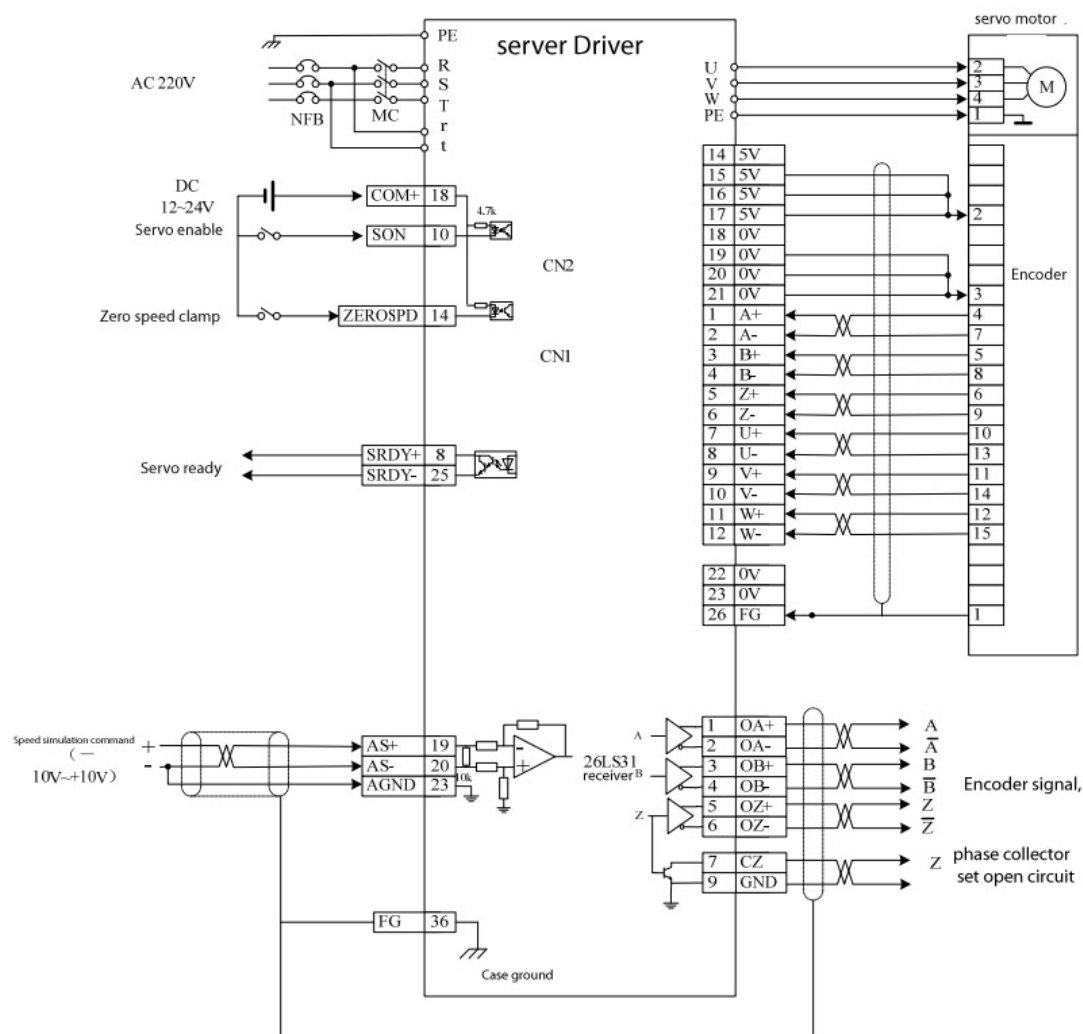 servo motor .
server Driver
PE
R
S
T
r
t
AC 220V
NFB
MC
U
V
W
PE
2
3
4
1
M
DC
12~24V
COM+ 18
4.7k
Servo enable
SON 10
CN2
Zero speed clamp
ZEROSPD 14
CN1
14 5V
15 5V
16 5V
17 5V
2
18 0V
19 0V
20 0V
21 0V
3
Encoder
1 A+
4
2 A-
7
3 B+
5
4 B-
8
5 Z+
6
6 Z-
9
7 U+
10
8 U-
13
9 V+
11
10 V-
14
11 W+
12
12 W-
15
22 0V
23 0V
26 FG
1
Servo ready
SRDY+ 8
SRDY- 25
Speed simulation command
(—
10V~+10V)
+
-
AS+ 19
AS- 20
AGND 23
10k
-
+
26LS31
receiver
A
B
Z
1 OA+
A
2 OA-
A̅
3 OB+
B
4 OB-
B̅
5 OZ+
Z
6 OZ-
Z̅
Encoder signal,
7 CZ
9 GND
Z phase collector
set open circuit
FG 36
Case ground